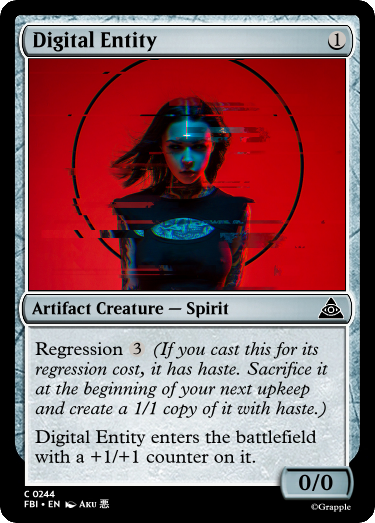 Digital Entity 1
Artifact Creature — Spirit
Regression 3 (If you cast this for its
regression cost, it has haste. Sacrifice it
at the beginning of your next upkeep
and create a 1/1 copy of it with haste.)
Digital Entity enters the battlefield
with a +1/+1 counter on it.
0/0
C 0244
FBI • EN Aku 悪
©Grapple